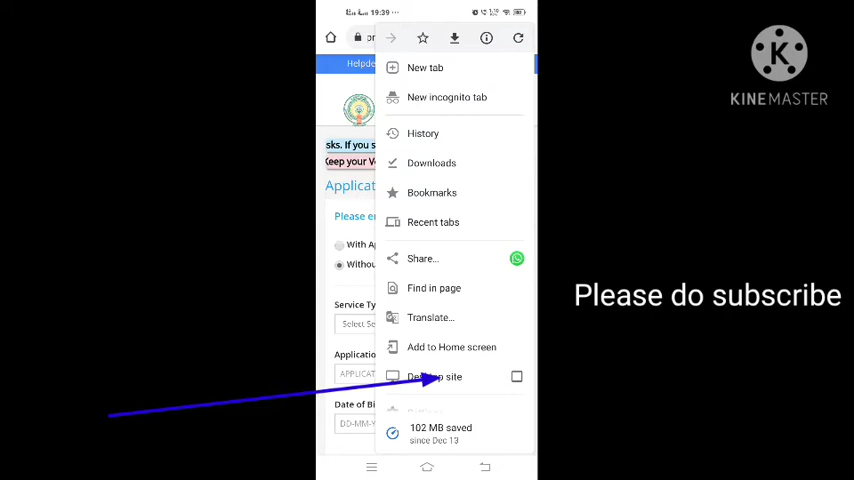 19:39
Helpde
sks. If you s
Keep your V
Applicat
Please e
With A
Withou
Service Ty
Select Se
Applicatio
APPLICAT
Date of Bi
DD-MM-Y
New tab
New incognito tab
History
Downloads
Bookmarks
Recent tabs
Share...
Find in page
Translate...
Add to Home screen
Desktop site
102 MB saved
since Dec 13
K
KINEMASTER
Please do subscribe